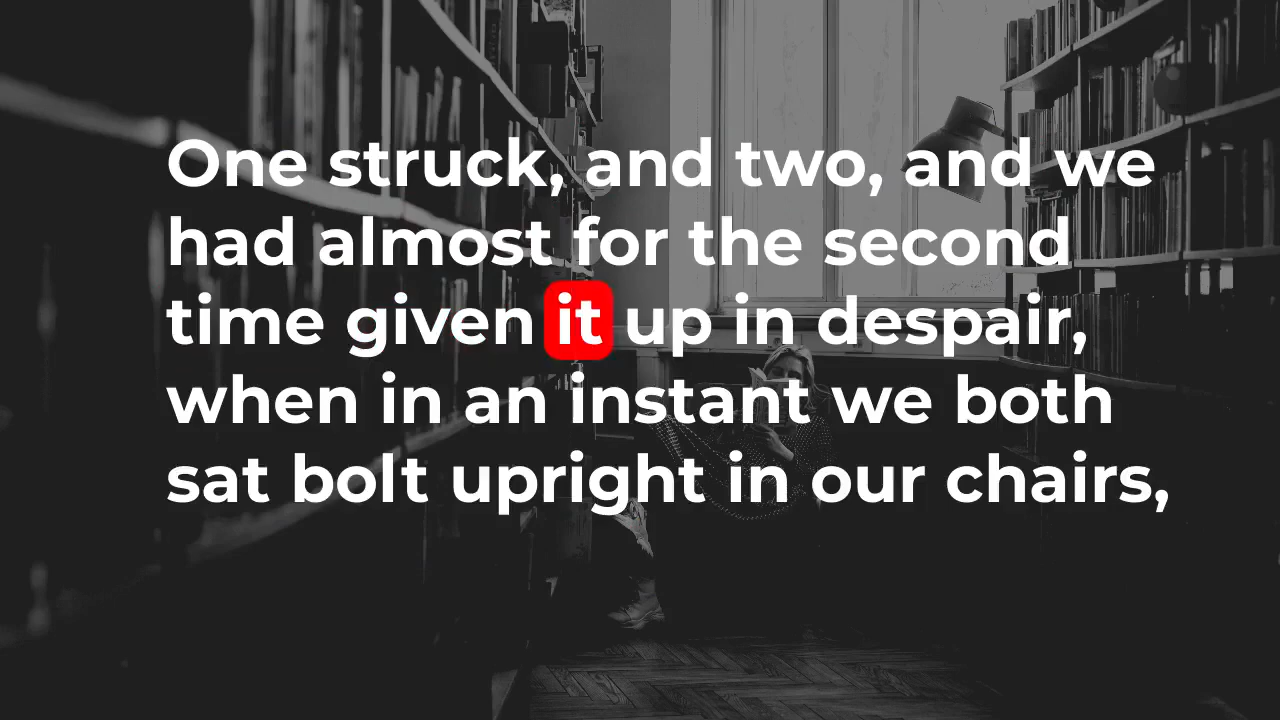 One struck, and two, and we
had almost for the second
time given it up in despair,
when in an instant we both
sat bolt upright in our chairs,